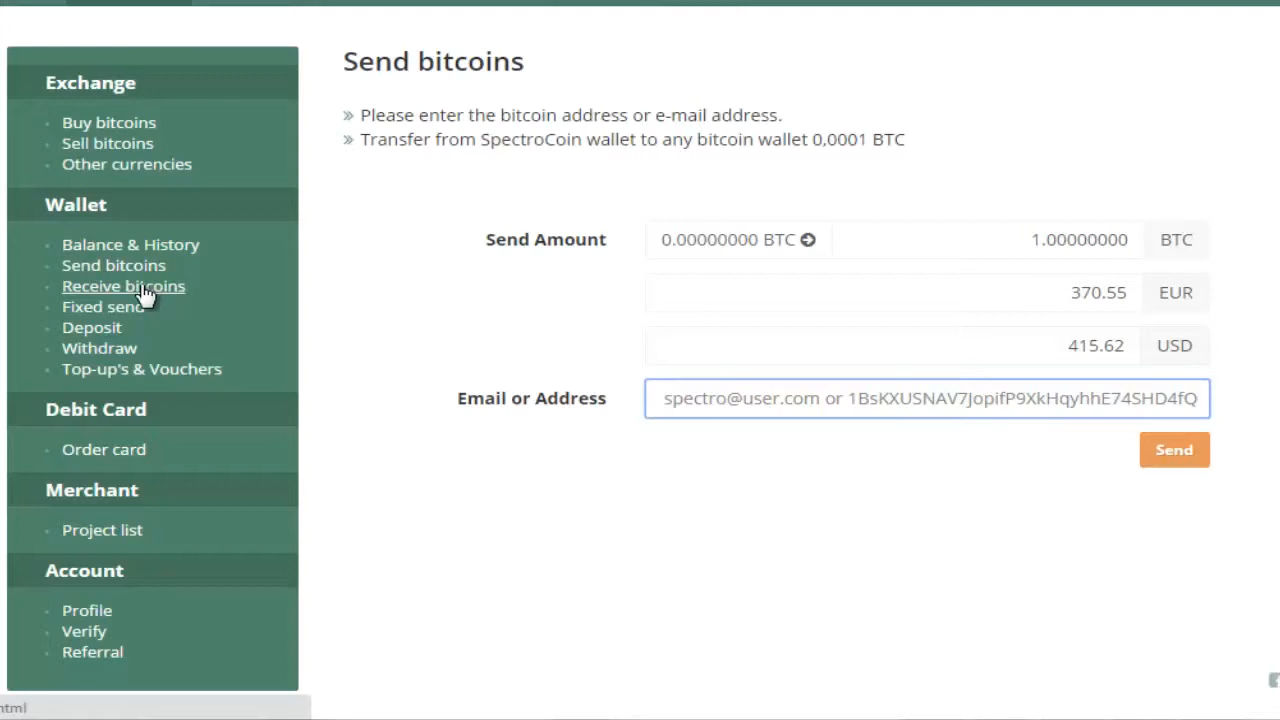 Exchange
Buy bitcoins
Sell bitcoins
Other currencies
Wallet
Balance & History
Send bitcoins
Receive bitcoins
Fixed send
Deposit
Withdraw
Top-up's & Vouchers
Debit Card
Order card
Merchant
Project list
Account
Profile
Verify
Referral
html
Send bitcoins
» Please enter the bitcoin address or e-mail address.
» Transfer from SpectroCoin wallet to any bitcoin wallet 0,0001 BTC
Send Amount 0.00000000 BTC 1.00000000 BTC
370.55 EUR
415.62 USD
Email or Address spectro@user.com or 1BsKXUSNAV7JopifP9XkHqyhhE74SHD4fQ
Send